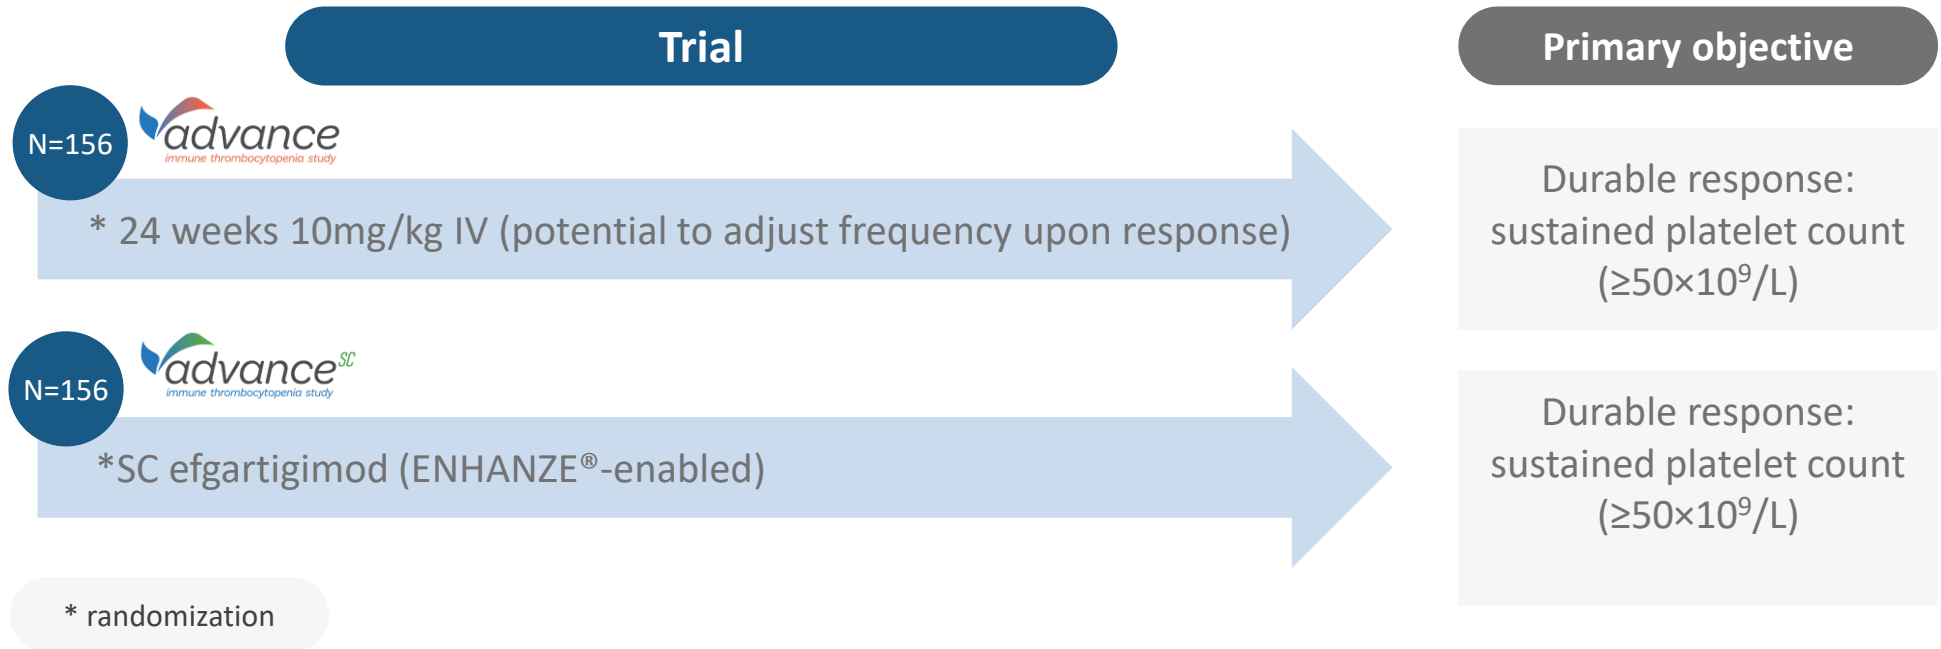 Trial
Primary objective
N=156
advance
immune thrombocytopenia study
* 24 weeks 10mg/kg IV (potential to adjust frequency upon response)
Durable response:
sustained platelet count
(≥50×10⁹/L)
N=156
advance SC
immune thrombocytopenia study
*SC efgartigimod (ENHANZE®-enabled)
Durable response:
sustained platelet count
(≥50×10⁹/L)
* randomization